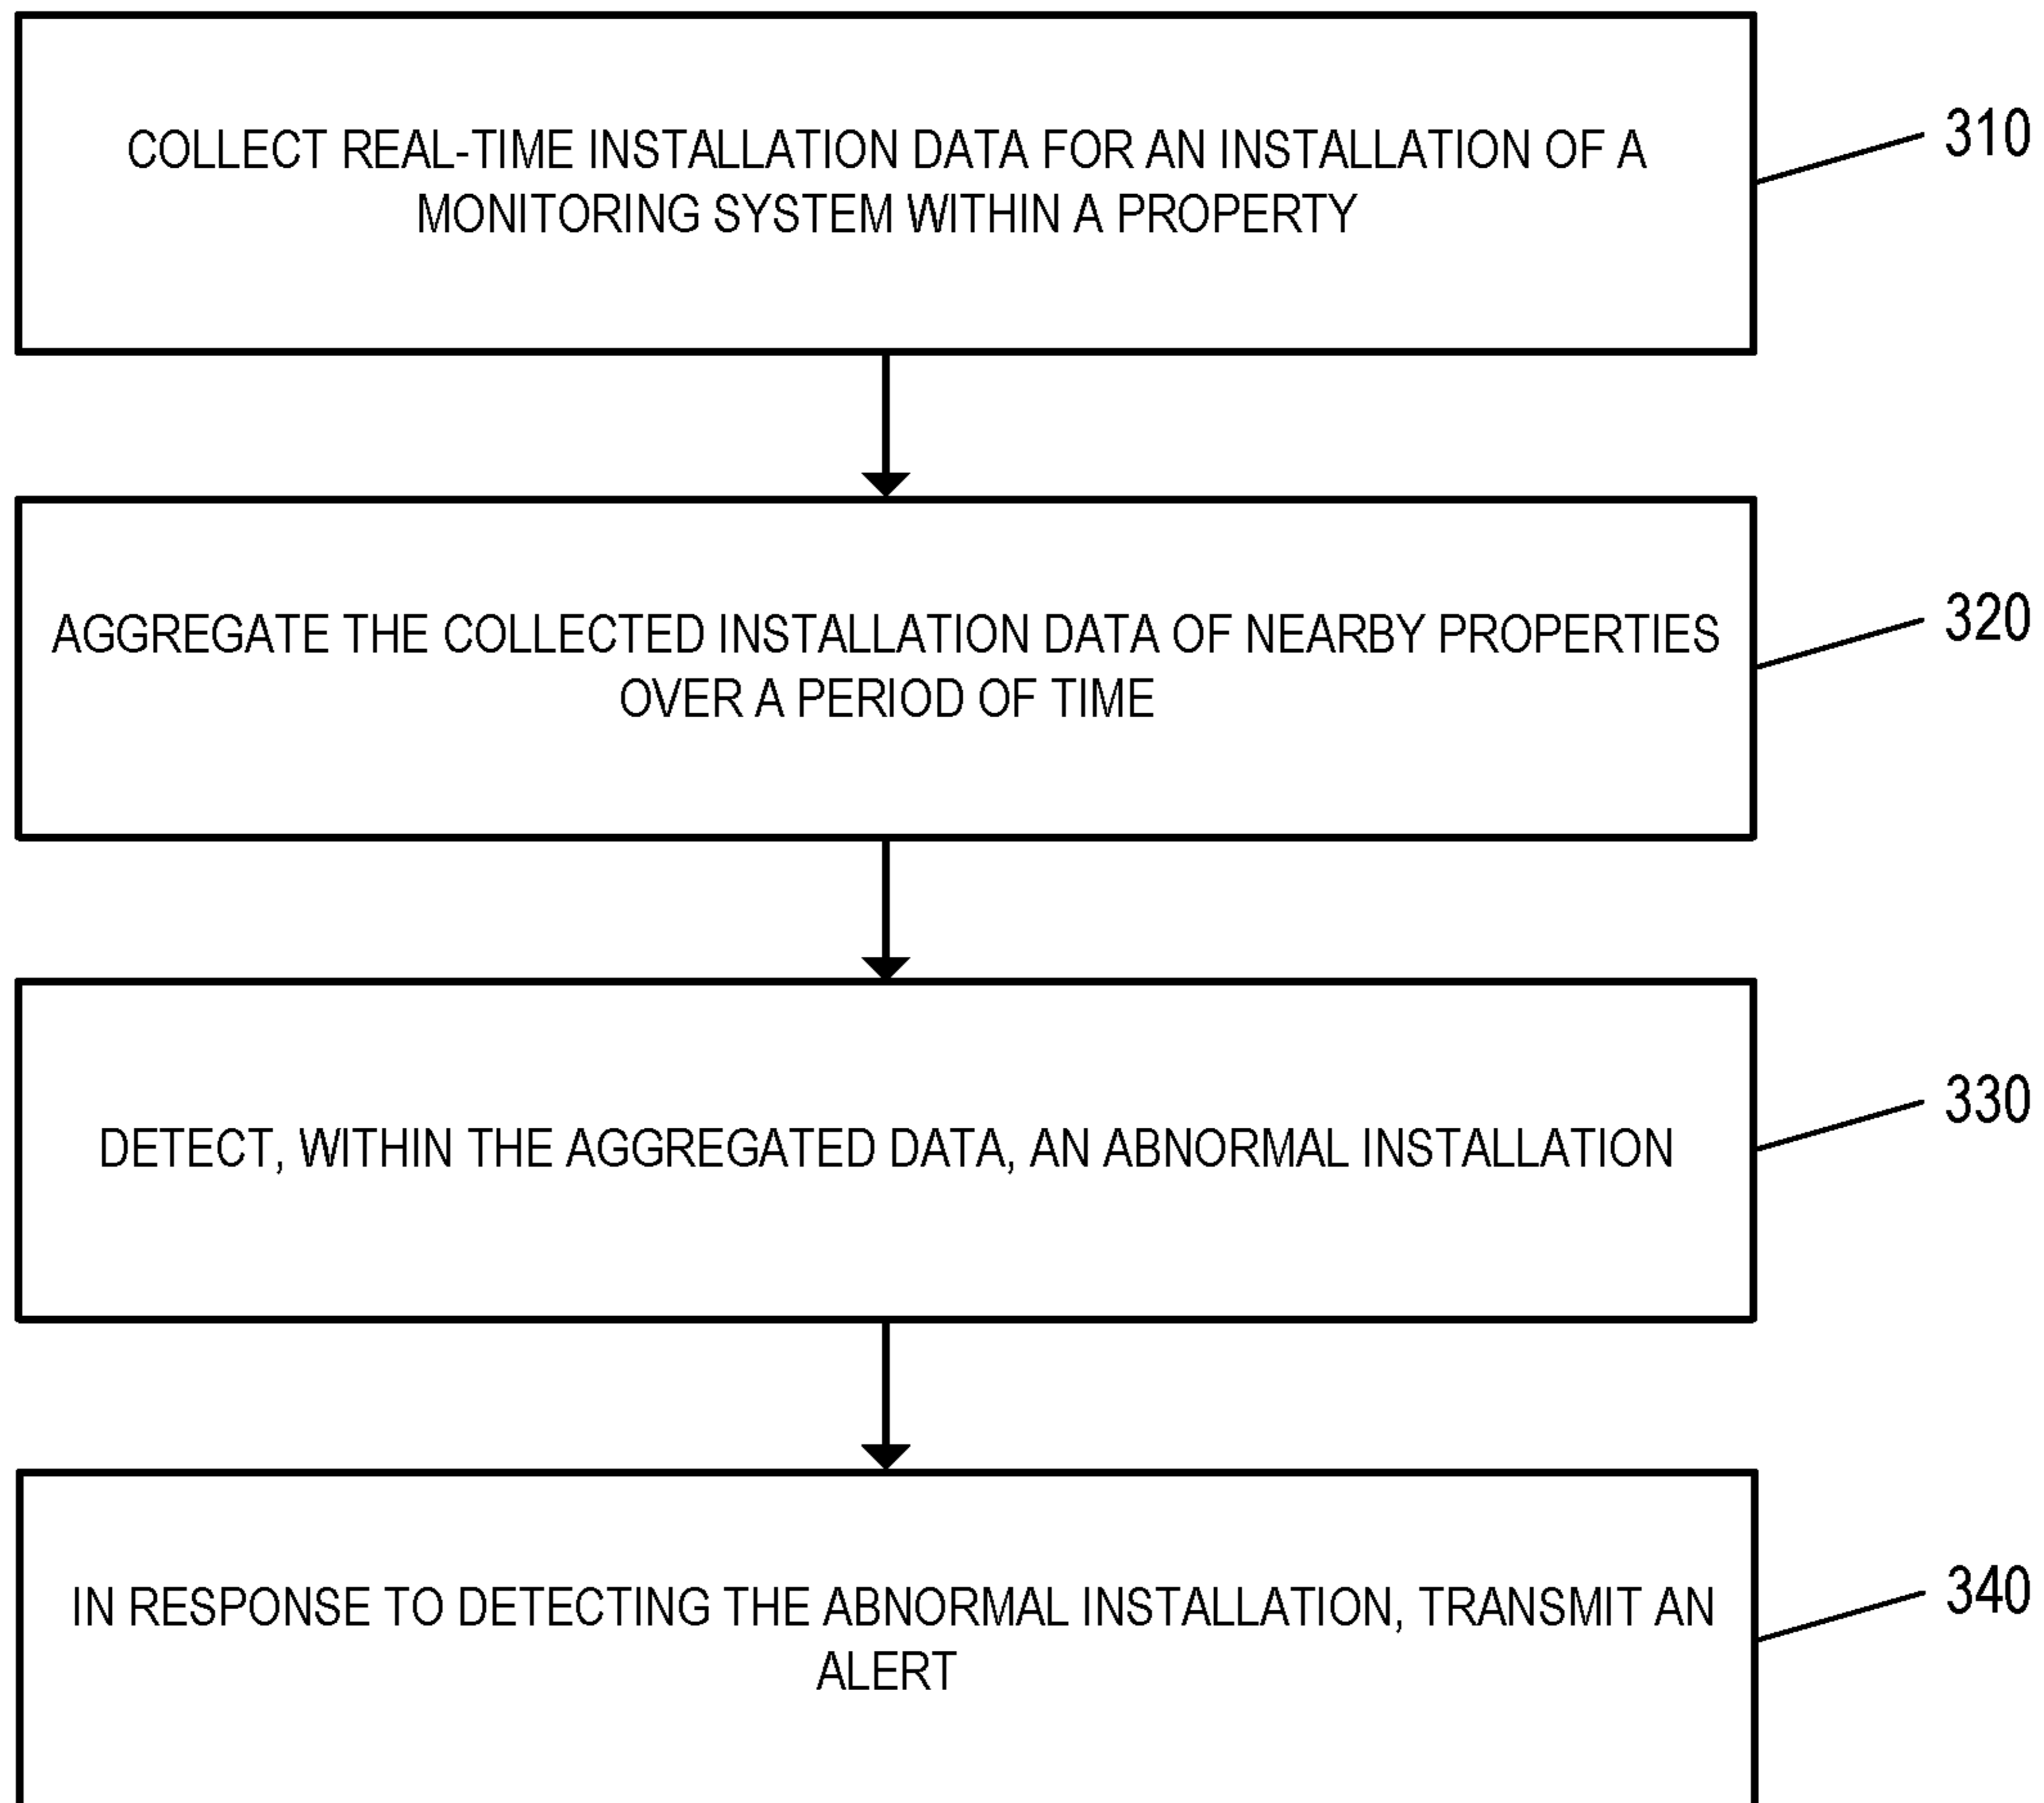 COLLECT REAL-TIME INSTALLATION DATA FOR AN INSTALLATION OF A
MONITORING SYSTEM WITHIN A PROPERTY
310
AGGREGATE THE COLLECTED INSTALLATION DATA OF NEARBY PROPERTIES
OVER A PERIOD OF TIME
320
DETECT, WITHIN THE AGGREGATED DATA, AN ABNORMAL INSTALLATION
330
IN RESPONSE TO DETECTING THE ABNORMAL INSTALLATION, TRANSMIT AN
ALERT
340